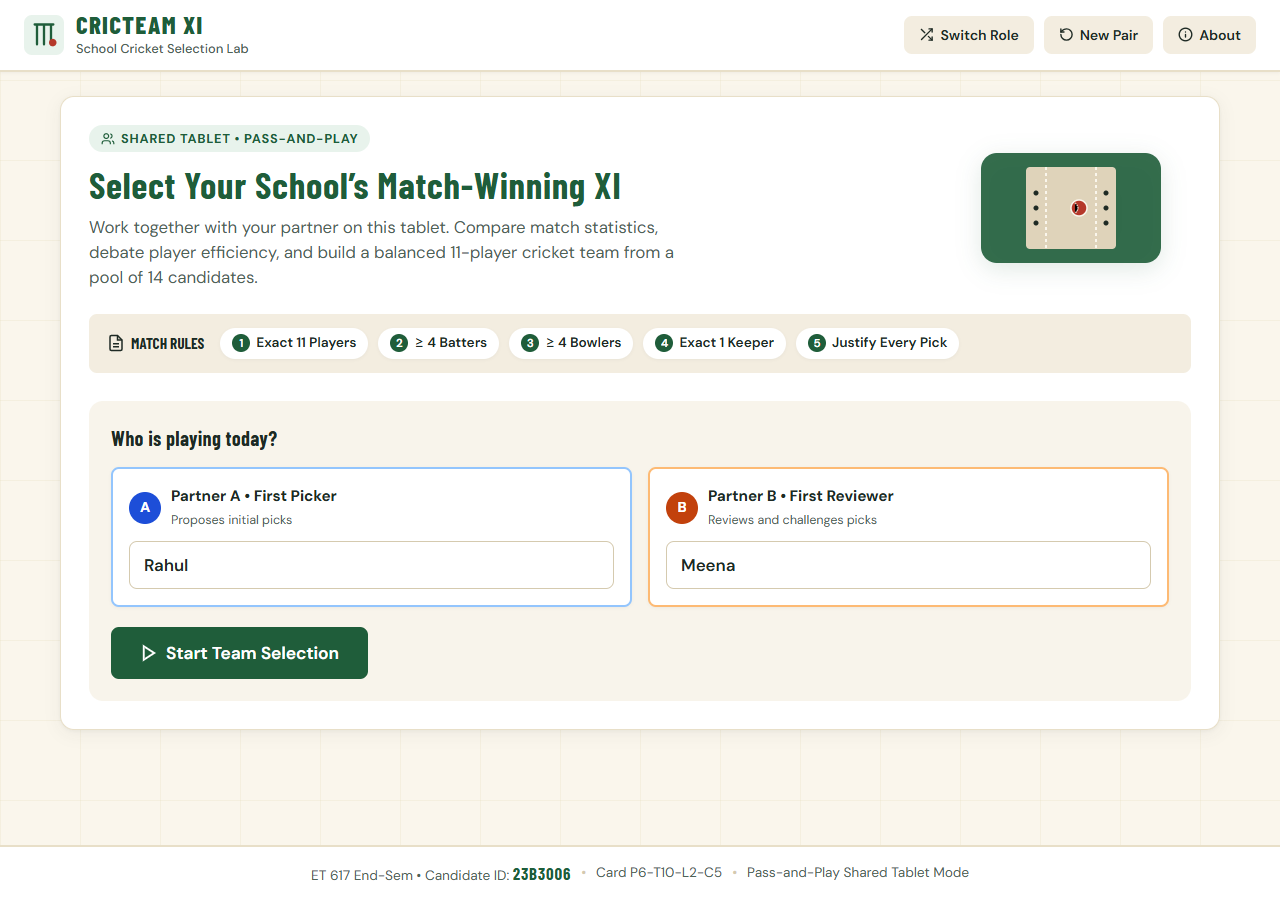 CRICTEAM XI
School Cricket Selection Lab
Switch Role
New Pair
About
SHARED TABLET • PASS-AND-PLAY
Select Your School’s Match-Winning XI
Work together with your partner on this tablet. Compare match statistics,
debate player efficiency, and build a balanced 11-player cricket team from a
pool of 14 candidates.
MATCH RULES
1 Exact 11 Players
2 ≥ 4 Batters
3 ≥ 4 Bowlers
4 Exact 1 Keeper
5 Justify Every Pick
Who is playing today?
A
Partner A • First Picker
Proposes initial picks
Rahul
B
Partner B • First Reviewer
Reviews and challenges picks
Meena
Start Team Selection
ET 617 End-Sem • Candidate ID: 23B3006 • Card P6-T10-L2-C5 • Pass-and-Play Shared Tablet Mode